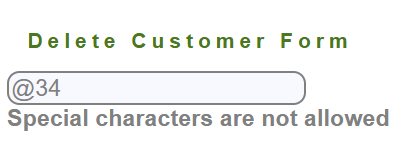 Delete Customer Form
@34
Special characters are not allowed